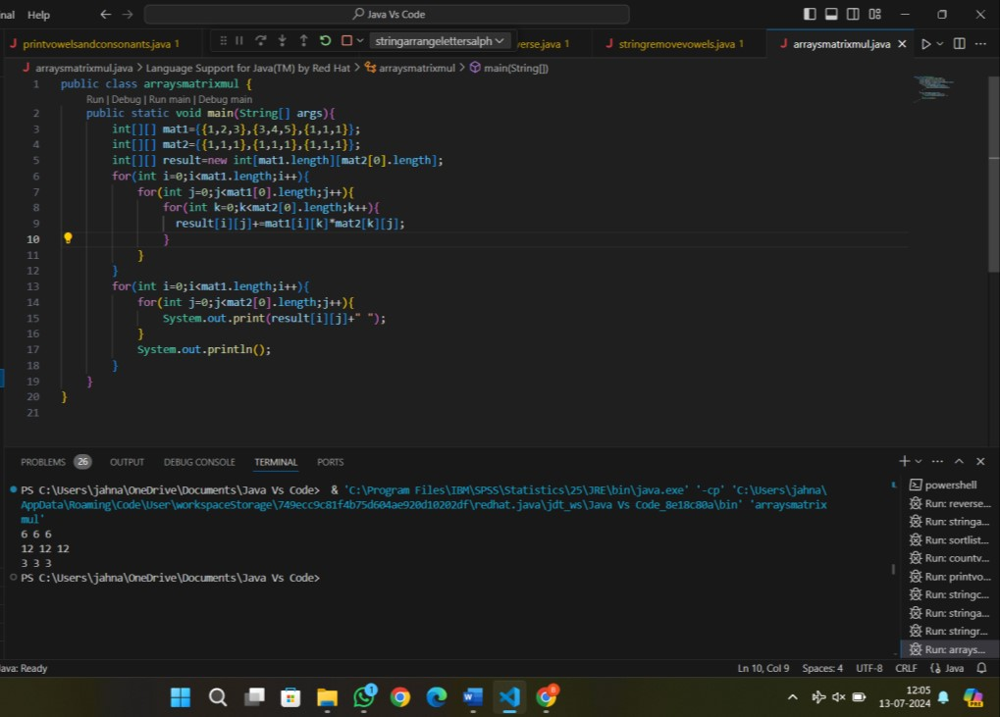 nal Help
Java Vs Code
printvowelsandconsonants.java 1
stringarrangelettersalph
verse.java 1
stringremovevowels.java 1
arraysmatrixmul.java
arraysmatrixmul.java > Language Support for Java(TM) by Red Hat > arraysmatrixmul > main(String[])
1 public class arraysmatrixmul {
Run | Debug | Run main | Debug main
2 public static void main(String[] args){
3 int[][] mat1={{1,2,3},{3,4,5},{1,1,1}};
4 int[][] mat2={{1,1,1},{1,1,1},{1,1,1}};
5 int[][] result=new int[mat1.length][mat2[0].length];
6 for(int i=0;i<mat1.length;i++){
7 for(int j=0;j<mat1[0].length;j++){
8 for(int k=0;k<mat2[0].length;k++){
9 result[i][j]+=mat1[i][k]*mat2[k][j];
10 }
11 }
12 }
13 for(int i=0;i<mat1.length;i++){
14 for(int j=0;j<mat2[0].length;j++){
15 System.out.print(result[i][j]+" ");
16 }
17 System.out.println();
18 }
19 }
20 }
21
PROBLEMS 26 OUTPUT DEBUG CONSOLE TERMINAL PORTS
PS C:\Users\jahna\OneDrive\Documents\Java Vs Code> & 'C:\Program Files\IBM\SPSS\Statistics\25\JRE\bin\java.exe' '-cp' 'C:\Users\jahna\
AppData\Roaming\Code\User\workspaceStorage\749ecc9c81f4b75d604ae920d10202df\redhat.java\jdt_ws\Java Vs Code_8e18c80a\bin' 'arraysmatrix
mul'
6 6 6
12 12 12
3 3 3
PS C:\Users\jahna\OneDrive\Documents\Java Vs Code>
powershell
Run: reverse...
Run: stringa...
Run: sortlist...
Run: countv...
Run: printvo...
Run: stringc...
Run: stringa...
Run: stringr...
Run: arrays...
Java: Ready
Ln 10, Col 9 Spaces: 4 UTF-8 CRLF Java
1
8
12:05
13-07-2024
PRE